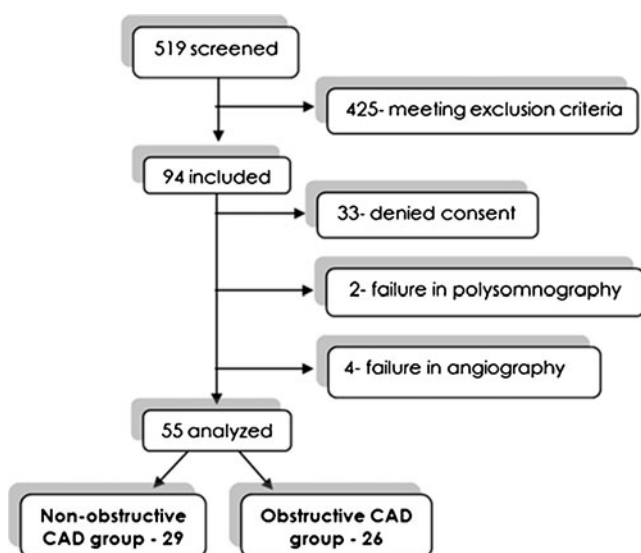 519 screened
425- meeting exclusion criteria
94 included
33- denied consent
2- failure in polysomnography
4- failure in angiography
55 analyzed
Non-obstructive
CAD group - 29
Obstructive CAD
group - 26